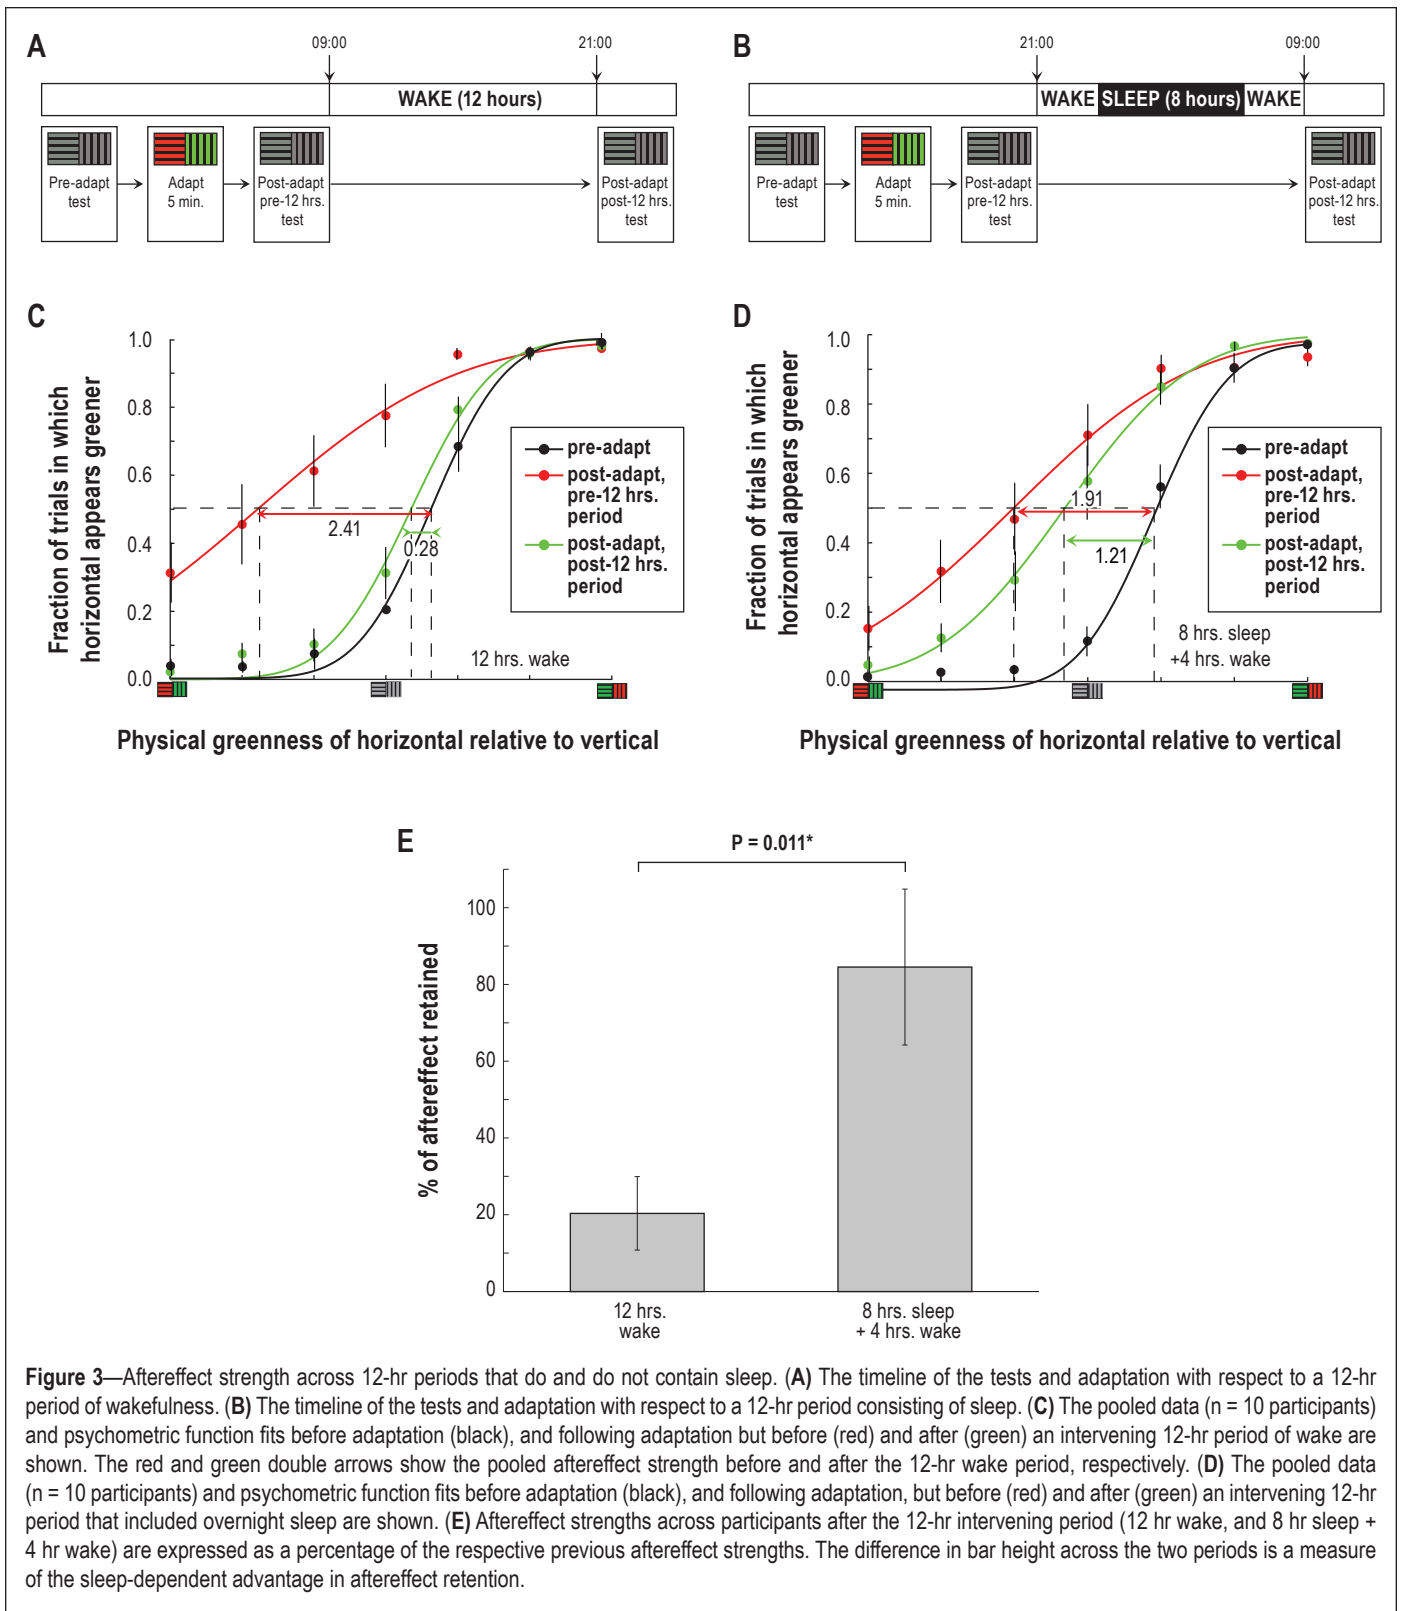 A
09:00
21:00
WAKE (12 hours)
Pre-adapt
test
Adapt
5 min.
Post-adapt
pre-12 hrs.
test
Post-adapt
post-12 hrs.
test
B
21:00
09:00
WAKE SLEEP (8 hours) WAKE
Pre-adapt
test
Adapt
5 min.
Post-adapt
pre-12 hrs.
test
Post-adapt
post-12 hrs.
test
C
Fraction of trials in which
horizontal appears greener
1.0
0.8
0.6
0.4
0.2
0.0
2.41
0.28
pre-adapt
post-adapt,
pre-12 hrs.
period
post-adapt,
post-12 hrs.
period
12 hrs. wake
Physical greenness of horizontal relative to vertical
D
Fraction of trials in which
horizontal appears greener
1.0
0.8
0.6
0.4
0.2
0.0
1.91
1.21
pre-adapt
post-adapt,
pre-12 hrs.
period
post-adapt,
post-12 hrs.
period
8 hrs. sleep
+4 hrs. wake
Physical greenness of horizontal relative to vertical
E
P = 0.011*
% of aftereffect retained
100
80
60
40
20
0
12 hrs.
wake
8 hrs. sleep
+ 4 hrs. wake
Figure 3—Aftereffect strength across 12-hr periods that do and do not contain sleep. (A) The timeline of the tests and adaptation with respect to a 12-hr
period of wakefulness. (B) The timeline of the tests and adaptation with respect to a 12-hr period consisting of sleep. (C) The pooled data (n = 10 participants)
and psychometric function fits before adaptation (black), and following adaptation but before (red) and after (green) an intervening 12-hr period of wake are
shown. The red and green double arrows show the pooled aftereffect strength before and after the 12-hr wake period, respectively. (D) The pooled data
(n = 10 participants) and psychometric function fits before adaptation (black), and following adaptation, but before (red) and after (green) an intervening 12-hr
period that included overnight sleep are shown. (E) Aftereffect strengths across participants after the 12-hr intervening period (12 hr wake, and 8 hr sleep +
4 hr wake) are expressed as a percentage of the respective previous aftereffect strengths. The difference in bar height across the two periods is a measure
of the sleep-dependent advantage in aftereffect retention.